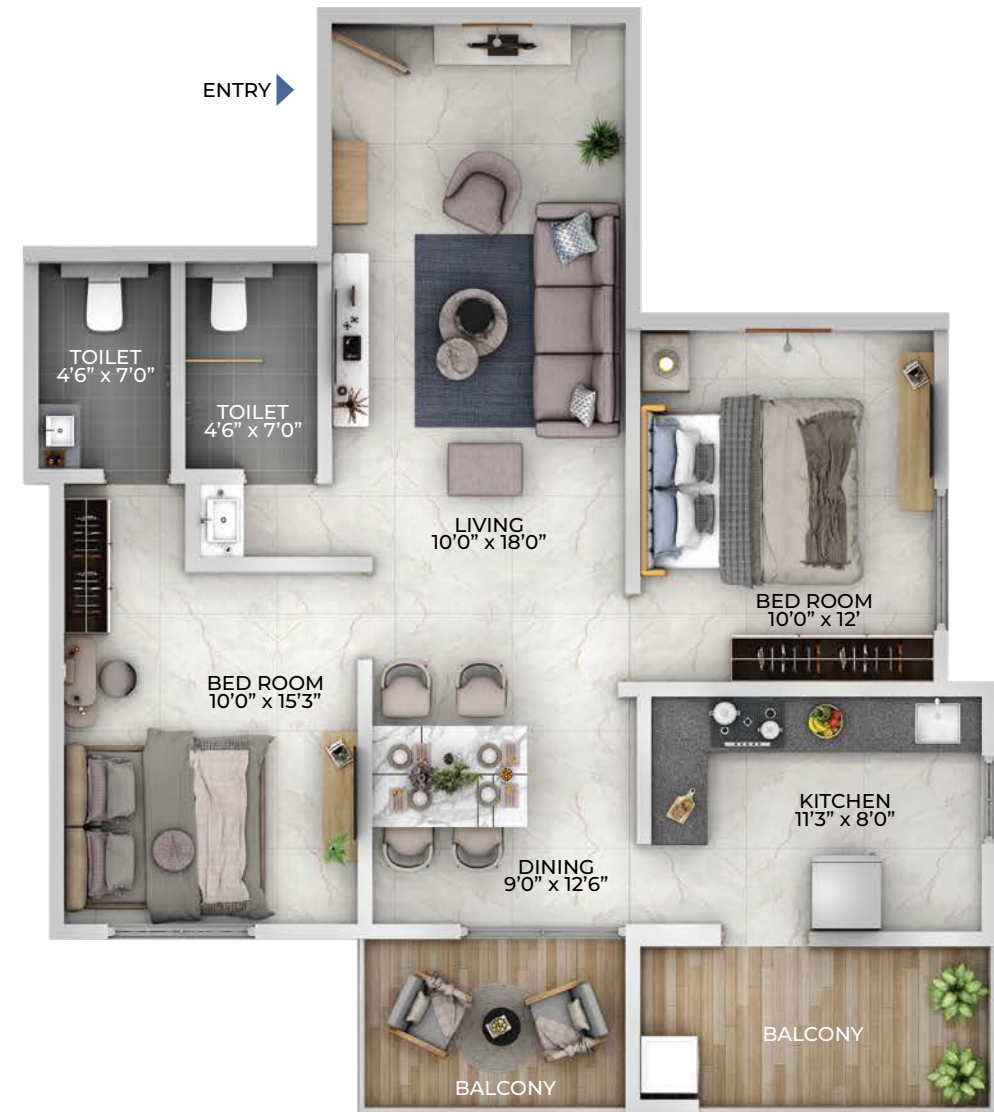 ENTRY
TOILET
4’6” x 7’0”
TOILET
4’6” x 7’0”
LIVING
10’0” x 18’0”
BED ROOM
10’0” x 12’
BED ROOM
10’0” x 15’3”
KITCHEN
11’3” x 8’0”
DINING
9’0” x 12’6”
BALCONY
BALCONY